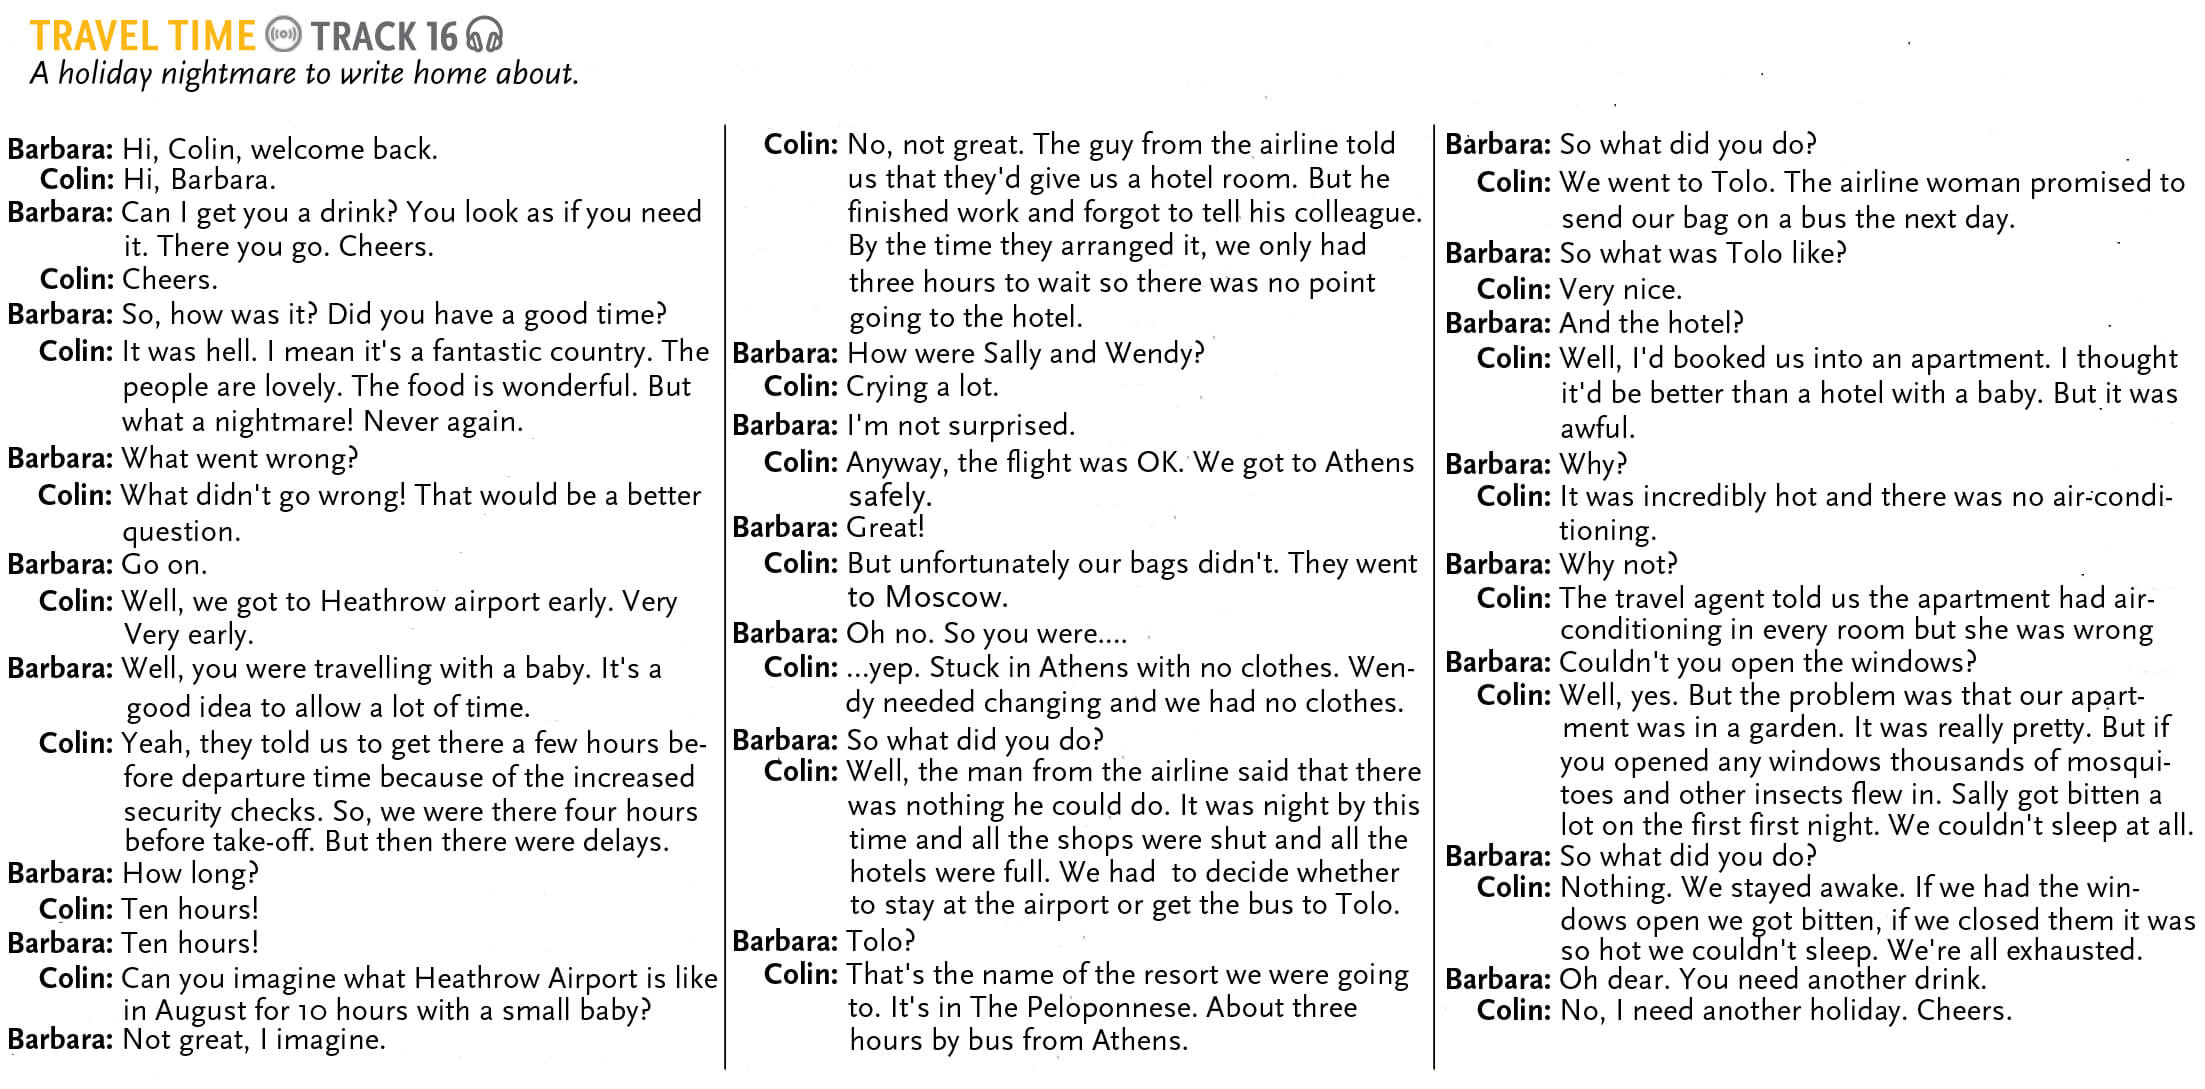 TRAVEL TIME TRACK 16
A holiday nightmare to write home about.
Barbara: Hi, Colin, welcome back.
Colin: Hi, Barbara.
Barbara: Can I get you a drink? You look as if you need
it. There you go. Cheers.
Colin: Cheers.
Barbara: So, how was it? Did you have a good time?
Colin: It was hell. I mean it's a fantastic country. The
people are lovely. The food is wonderful. But
what a nightmare! Never again.
Barbara: What went wrong?
Colin: What didn't go wrong! That would be a better
question.
Barbara: Go on.
Colin: Well, we got to Heathrow airport early. Very
Very early.
Barbara: Well, you were travelling with a baby. It's a
good idea to allow a lot of time.
Colin: Yeah, they told us to get there a few hours be-
fore departure time because of the increased
security checks. So, we were there four hours
before take-off. But then there were delays.
Barbara: How long?
Colin: Ten hours!
Barbara: Ten hours!
Colin: Can you imagine what Heathrow Airport is like
in August for 10 hours with a small baby?
Barbara: Not great, I imagine.
Colin: No, not great. The guy from the airline told
us that they'd give us a hotel room. But he
finished work and forgot to tell his colleague.
By the time they arranged it, we only had
three hours to wait so there was no point
going to the hotel.
Barbara: How were Sally and Wendy?
Colin: Crying a lot.
Barbara: I'm not surprised.
Colin: Anyway, the flight was OK. We got to Athens
safely.
Barbara: Great!
Colin: But unfortunately our bags didn't. They went
to Moscow.
Barbara: Oh no. So you were....
Colin: ...yep. Stuck in Athens with no clothes. Wen-
dy needed changing and we had no clothes.
Barbara: So what did you do?
Colin: Well, the man from the airline said that there
was nothing he could do. It was night by this
time and all the shops were shut and all the
hotels were full. We had to decide whether
to stay at the airport or get the bus to Tolo.
Barbara: Tolo?
Colin: That's the name of the resort we were going
to. It's in The Peloponnese. About three
hours by bus from Athens.
Barbara: So what did you do?
Colin: We went to Tolo. The airline woman promised to
send our bag on a bus the next day.
Barbara: So what was Tolo like?
Colin: Very nice.
Barbara: And the hotel?
Colin: Well, I'd booked us into an apartment. I thought
it'd be better than a hotel with a baby. But it was
awful.
Barbara: Why?
Colin: It was incredibly hot and there was no air-condi-
tioning.
Barbara: Why not?
Colin: The travel agent told us the apartment had air-
conditioning in every room but she was wrong
Barbara: Couldn't you open the windows?
Colin: Well, yes. But the problem was that our apart-
ment was in a garden. It was really pretty. But if
you opened any windows thousands of mosqui-
toes and other insects flew in. Sally got bitten a
lot on the first first night. We couldn't sleep at all.
Barbara: So what did you do?
Colin: Nothing. We stayed awake. If we had the win-
dows open we got bitten, if we closed them it was
so hot we couldn't sleep. We're all exhausted.
Barbara: Oh dear. You need another drink.
Colin: No, I need another holiday. Cheers.